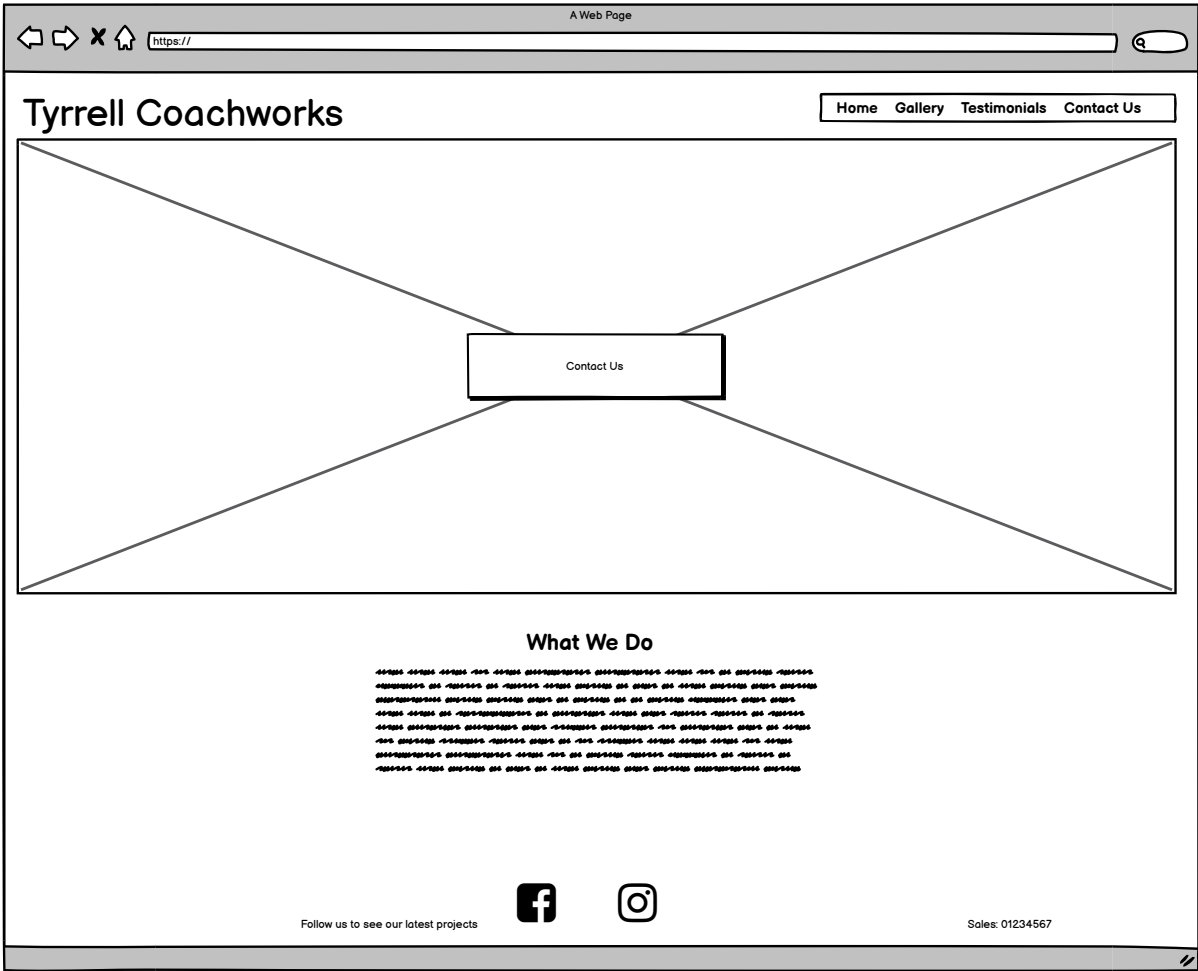 A Web Page
https://
Tyrrell Coachworks
Home Gallery Testimonials Contact Us
Contact Us
What We Do
Follow us to see our latest projects
Sales: 01234567